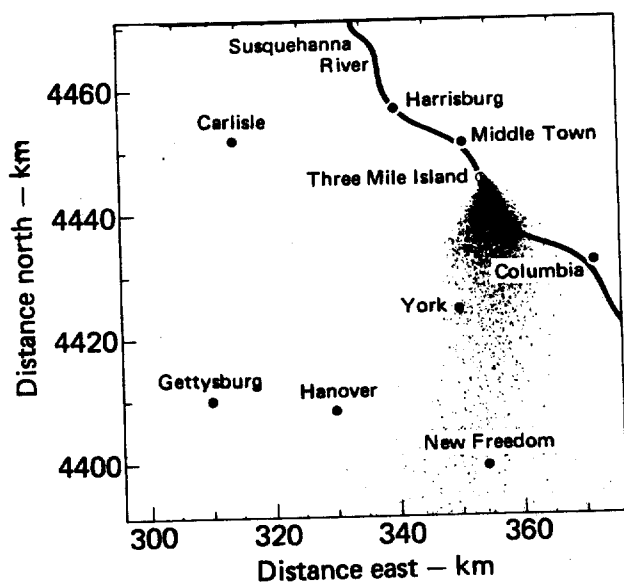 Susquehanna
River
4460
Harrisburg
Carlisle
Middle Town
Three Mile Island
4440
Columbia
York
4420
Gettysburg
Hanover
New Freedom
4400
300
320
340
360
Distance east — km
Distance north — km